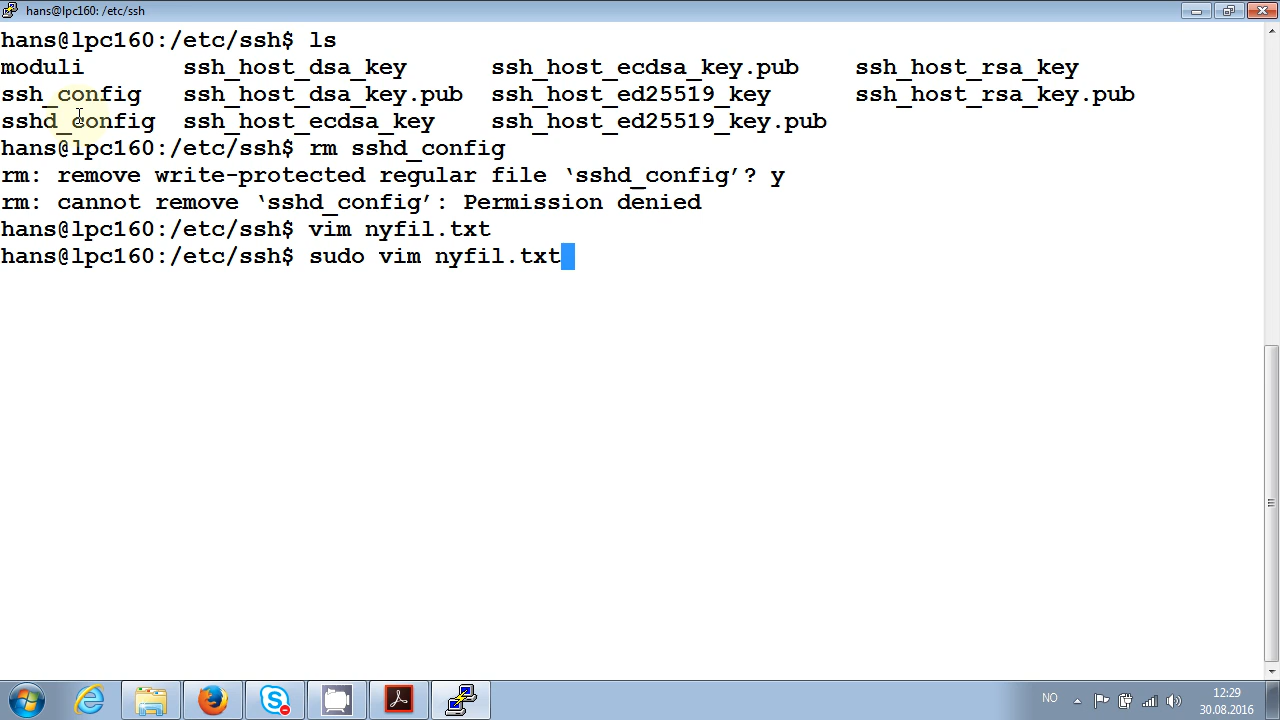 hans@lpc160: /etc/ssh
hans@lpc160:/etc/ssh$ ls
moduli       ssh_host_dsa_key      ssh_host_ecdsa_key.pub    ssh_host_rsa_key
ssh_config   ssh_host_dsa_key.pub  ssh_host_ed25519_key      ssh_host_rsa_key.pub
sshd_config  ssh_host_ecdsa_key    ssh_host_ed25519_key.pub
hans@lpc160:/etc/ssh$ rm sshd_config
rm: remove write-protected regular file ‘sshd_config’? y
rm: cannot remove ‘sshd_config’: Permission denied
hans@lpc160:/etc/ssh$ vim nyfil.txt
hans@lpc160:/etc/ssh$ sudo vim nyfil.txt
NO
12:29
30.08.2016